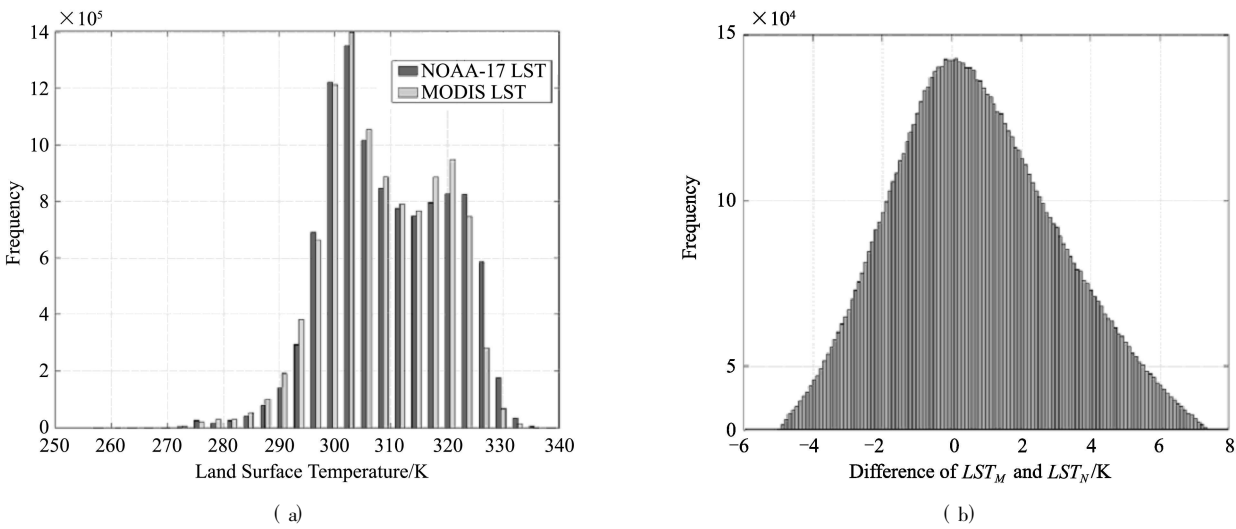 ×10⁵
14
12
10
8
6
4
2
0
Frequency
NOAA-17 LST
MODIS LST
250 260 270 280 290 300 310 320 330 340
Land Surface Temperature/K
( a)
×10⁴
15
10
5
0
Frequency
−6 −4 −2 0 2 4 6 8
Difference of LST_M and LST_N/K
( b)